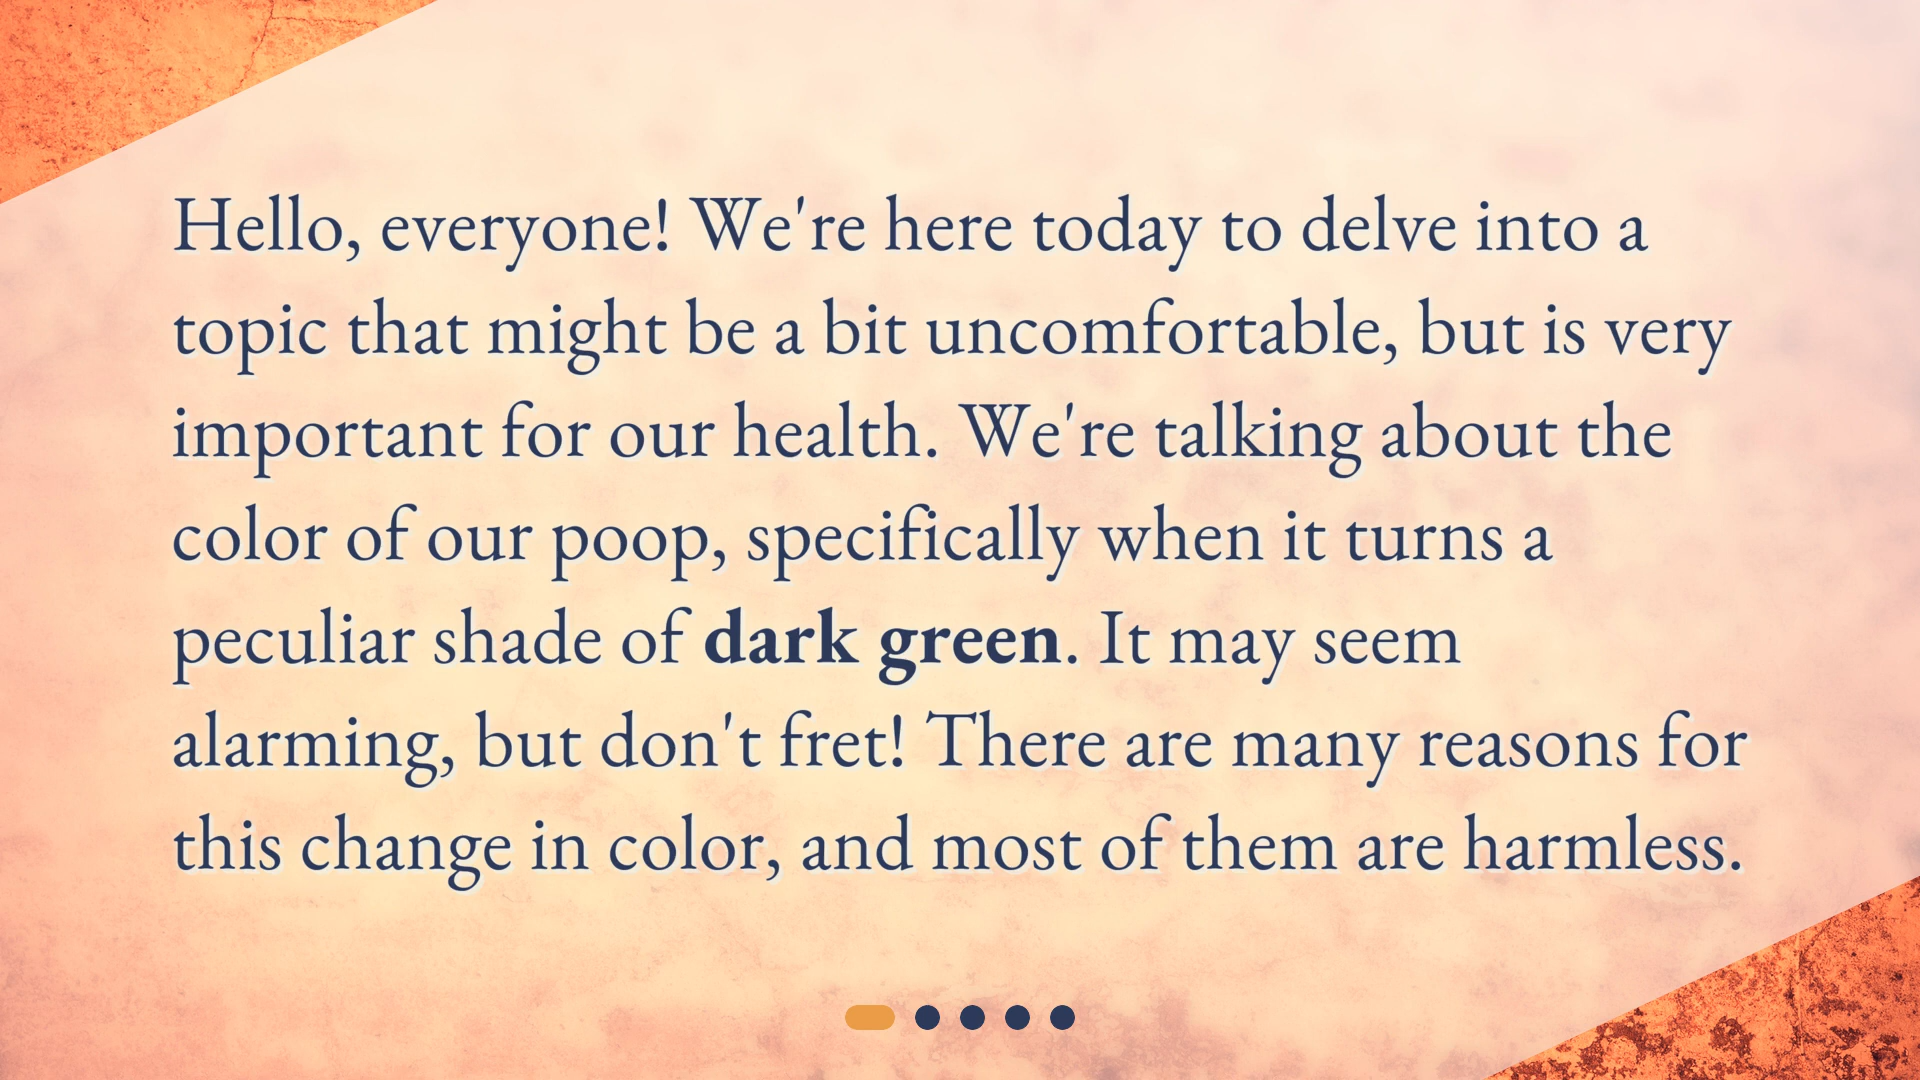 Hello, everyone! We're here today to delve into a
topic that might be a bit uncomfortable, but is very
important for our health. We're talking about the
color of our poop, specifically when it turns a
peculiar shade of dark green. It may seem
alarming, but don't fret! There are many reasons for
this change in color, and most of them are harmless.